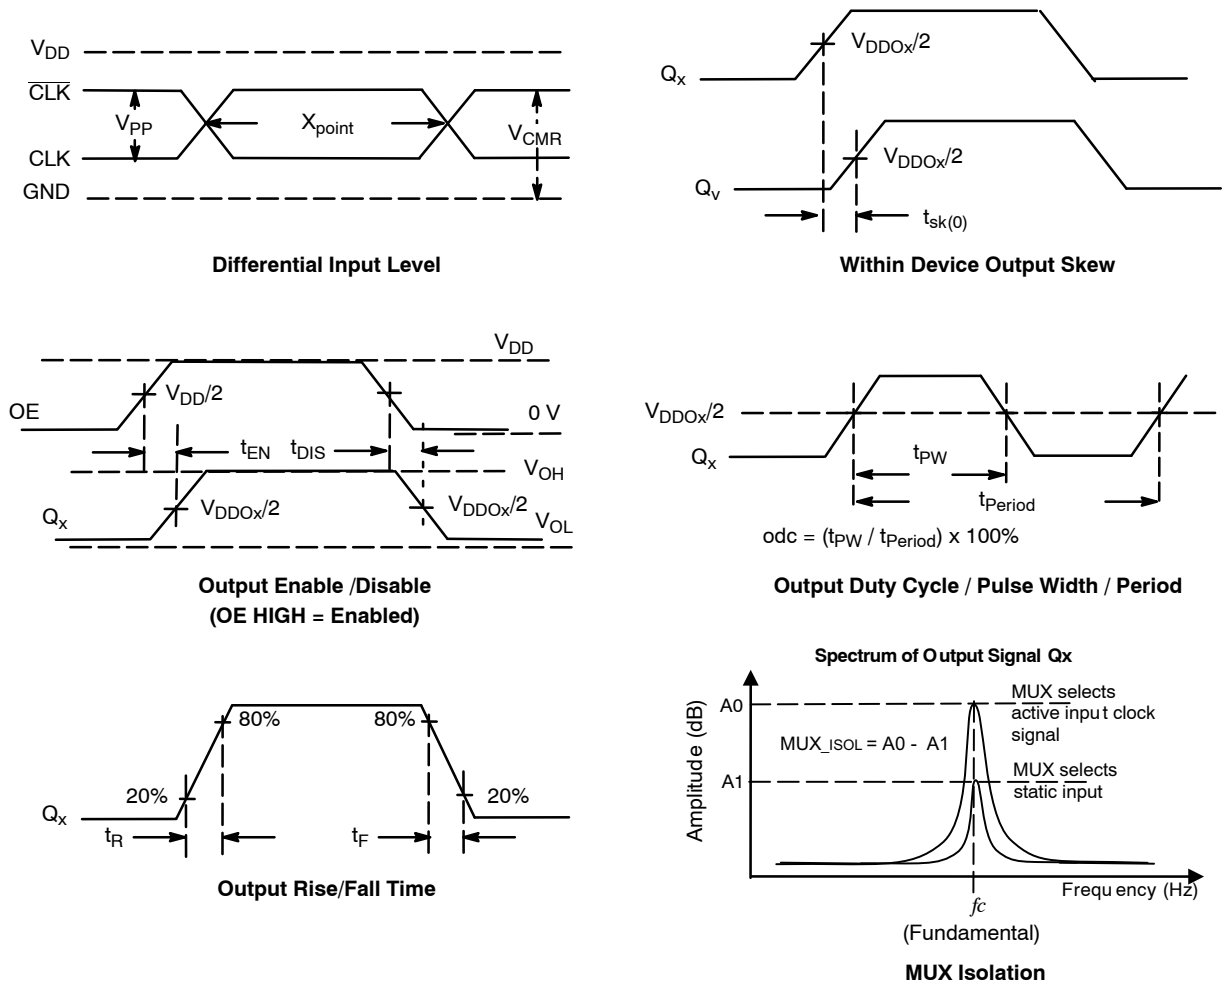 V_DD
CLK
V_PP
X_point
V_CMR
CLK
GND
Differential Input Level
V_DDOx/2
Q_x
V_DDOx/2
Q_v
t_sk(0)
Within Device Output Skew
V_DD
V_DD/2
OE
0 V
t_EN
t_DIS
V_OH
V_DDOx/2
V_DDOx/2
Q_x
V_OL
Output Enable /Disable
(OE HIGH = Enabled)
V_DDOx/2
Q_x
t_PW
t_Period
odc = (t_PW / t_Period) x 100%
Output Duty Cycle / Pulse Width / Period
80%
80%
20%
20%
Q_x
t_R
t_F
Output Rise/Fall Time
Spectrum of Output Signal Qx
Amplitude (dB)
A0
MUX selects
active input clock
signal
MUX_ISOL = A0 - A1
A1
MUX selects
static input
Frequency (Hz)
fc
(Fundamental)
MUX Isolation